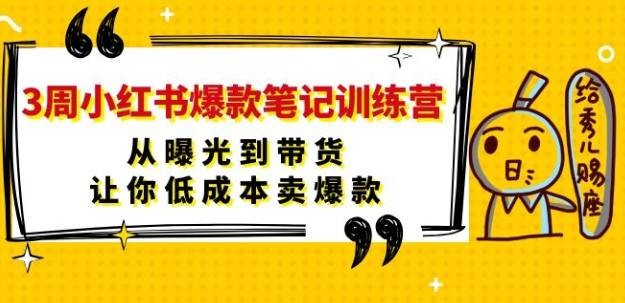 3周小红书爆款笔记训练营
从曝光到带货
让你低成本卖爆款
给秀儿赐座